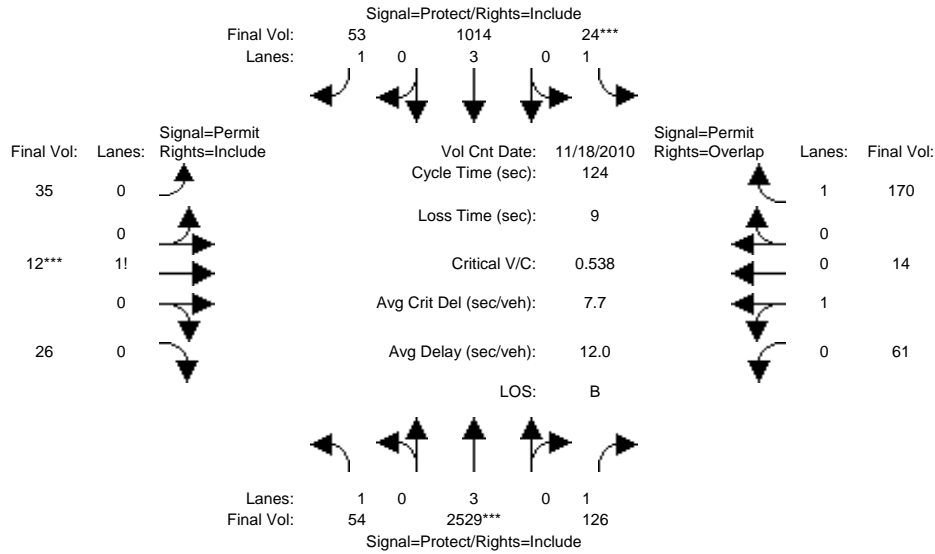 Signal=Protect/Rights=Include
Final Vol: 53 1014 24***
Lanes: 1 0 3 0 1
Signal=Permit Signal=Permit
Final Vol: Lanes: Rights=Include Vol Cnt Date: 11/18/2010 Rights=Overlap Lanes: Final Vol:
Cycle Time (sec): 124
35 0 1 170
Loss Time (sec): 9
0 0
12*** 1! Critical V/C: 0.538 0 14
0 Avg Crit Del (sec/veh): 7.7 1
26 0 Avg Delay (sec/veh): 12.0 0 61
LOS: B
Lanes: 1 0 3 0 1
Final Vol: 54 2529*** 126
Signal=Protect/Rights=Include